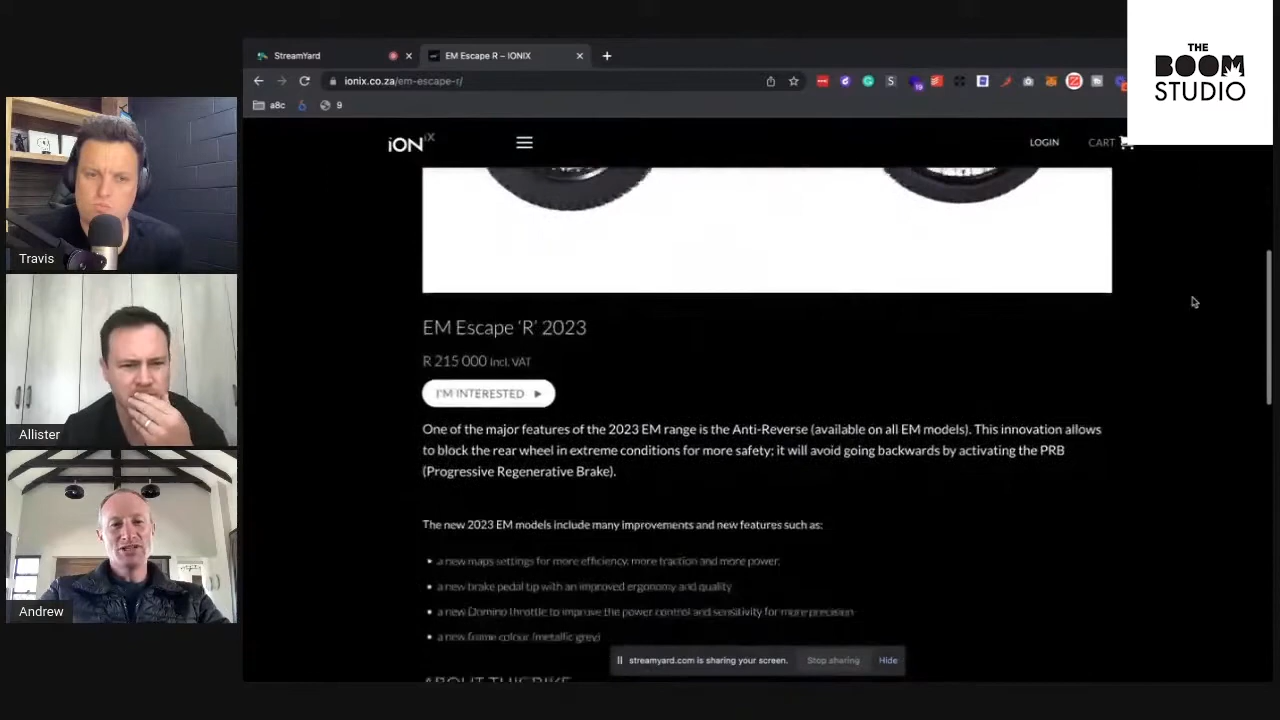 THE
BOOM
STUDIO
StreamYard
EM Escape R – IONIX
ionix.co.za/em-escape-r/
a8c
9
iONiX
LOGIN
CART
Travis
Allister
Andrew
EM Escape ‘R’ 2023
R 215 000 Incl. VAT
I'M INTERESTED
One of the major features of the 2023 EM range is the Anti-Reverse (available on all EM models). This innovation allows
to block the rear wheel in extreme conditions for more safety; it will avoid going backwards by activating the PRB
(Progressive Regenerative Brake).
The new 2023 EM models include many improvements and new features such as:
a new maps settings for more efficiency, more traction and more power.
a new brake pedal tip with an improved ergonomy and quality
a new Domino throttle to improve the power control and sensitivity for more precision
a new frame colour (metallic grey)
streamyard.com is sharing your screen.
Stop sharing
Hide
ABOUT THIS BIKE